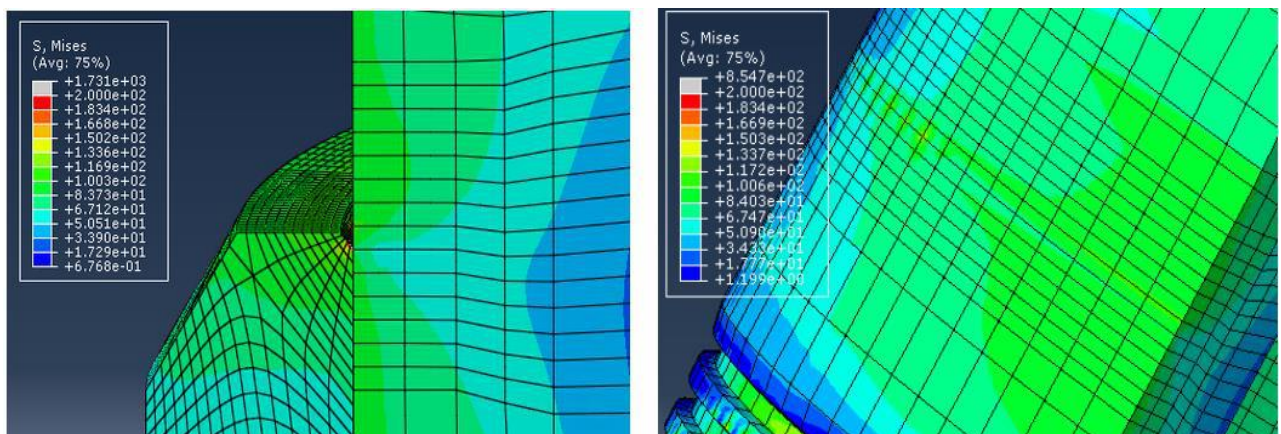 S, Mises
(Avg: 75%)
+1.731e+03
+2.000e+02
+1.834e+02
+1.668e+02
+1.502e+02
+1.336e+02
+1.169e+02
+1.003e+02
+8.373e+01
+6.712e+01
+5.051e+01
+3.390e+01
+1.729e+01
+6.768e-01
S, Mises
(Avg: 75%)
+8.547e+02
+2.000e+02
+1.834e+02
+1.669e+02
+1.503e+02
+1.337e+02
+1.172e+02
+1.006e+02
+8.403e+01
+6.747e+01
+5.090e+01
+3.433e+01
+1.777e+01
+1.199e+00